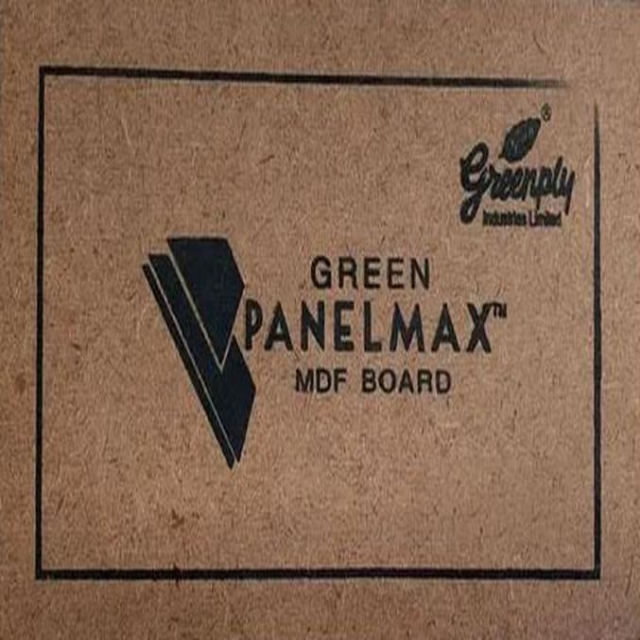 Greenply®
Industries Limited
GREEN
PANELMAX™
MDF BOARD